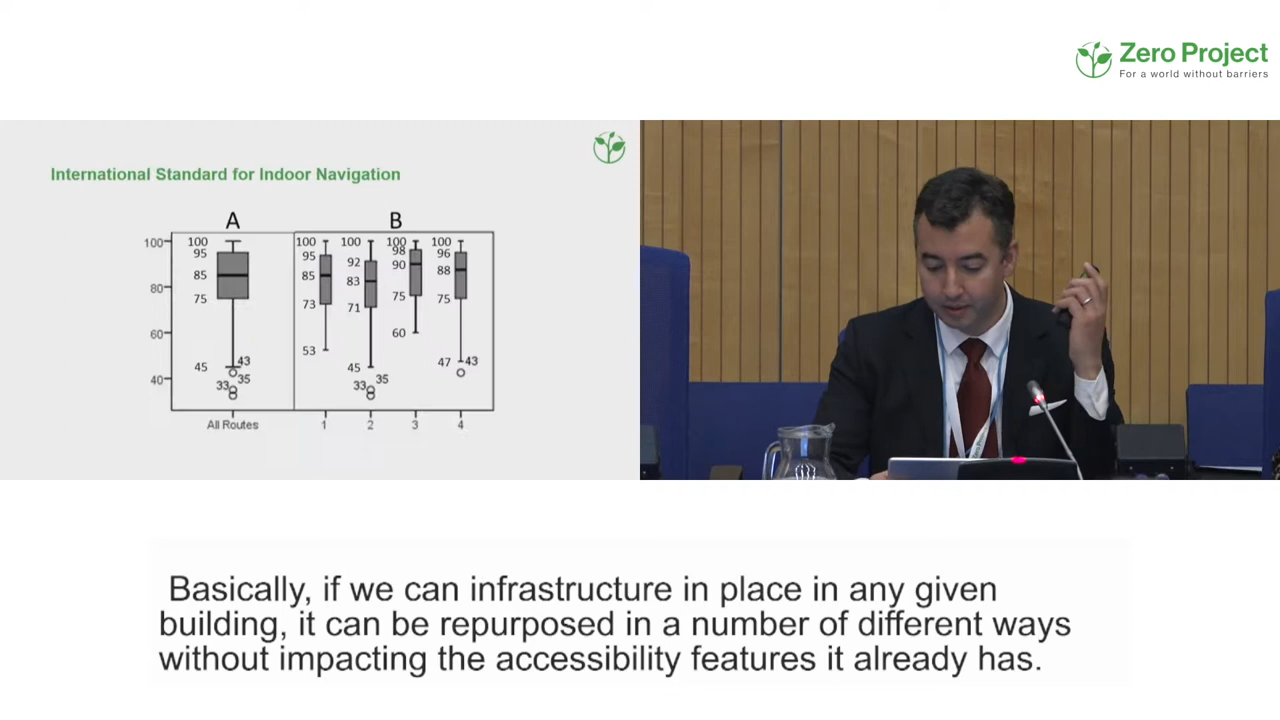 Zero Project
For a world without barriers
International Standard for Indoor Navigation
A B
100 100 100 100 100 100
95 95 92 98 96
85 85 83 90 88
80 75 73 71 75 75
60 53 60
45 43 45 47 43
40 33 35 33 35
All Routes 1 2 3 4
Basically, if we can infrastructure in place in any given
building, it can be repurposed in a number of different ways
without impacting the accessibility features it already has.